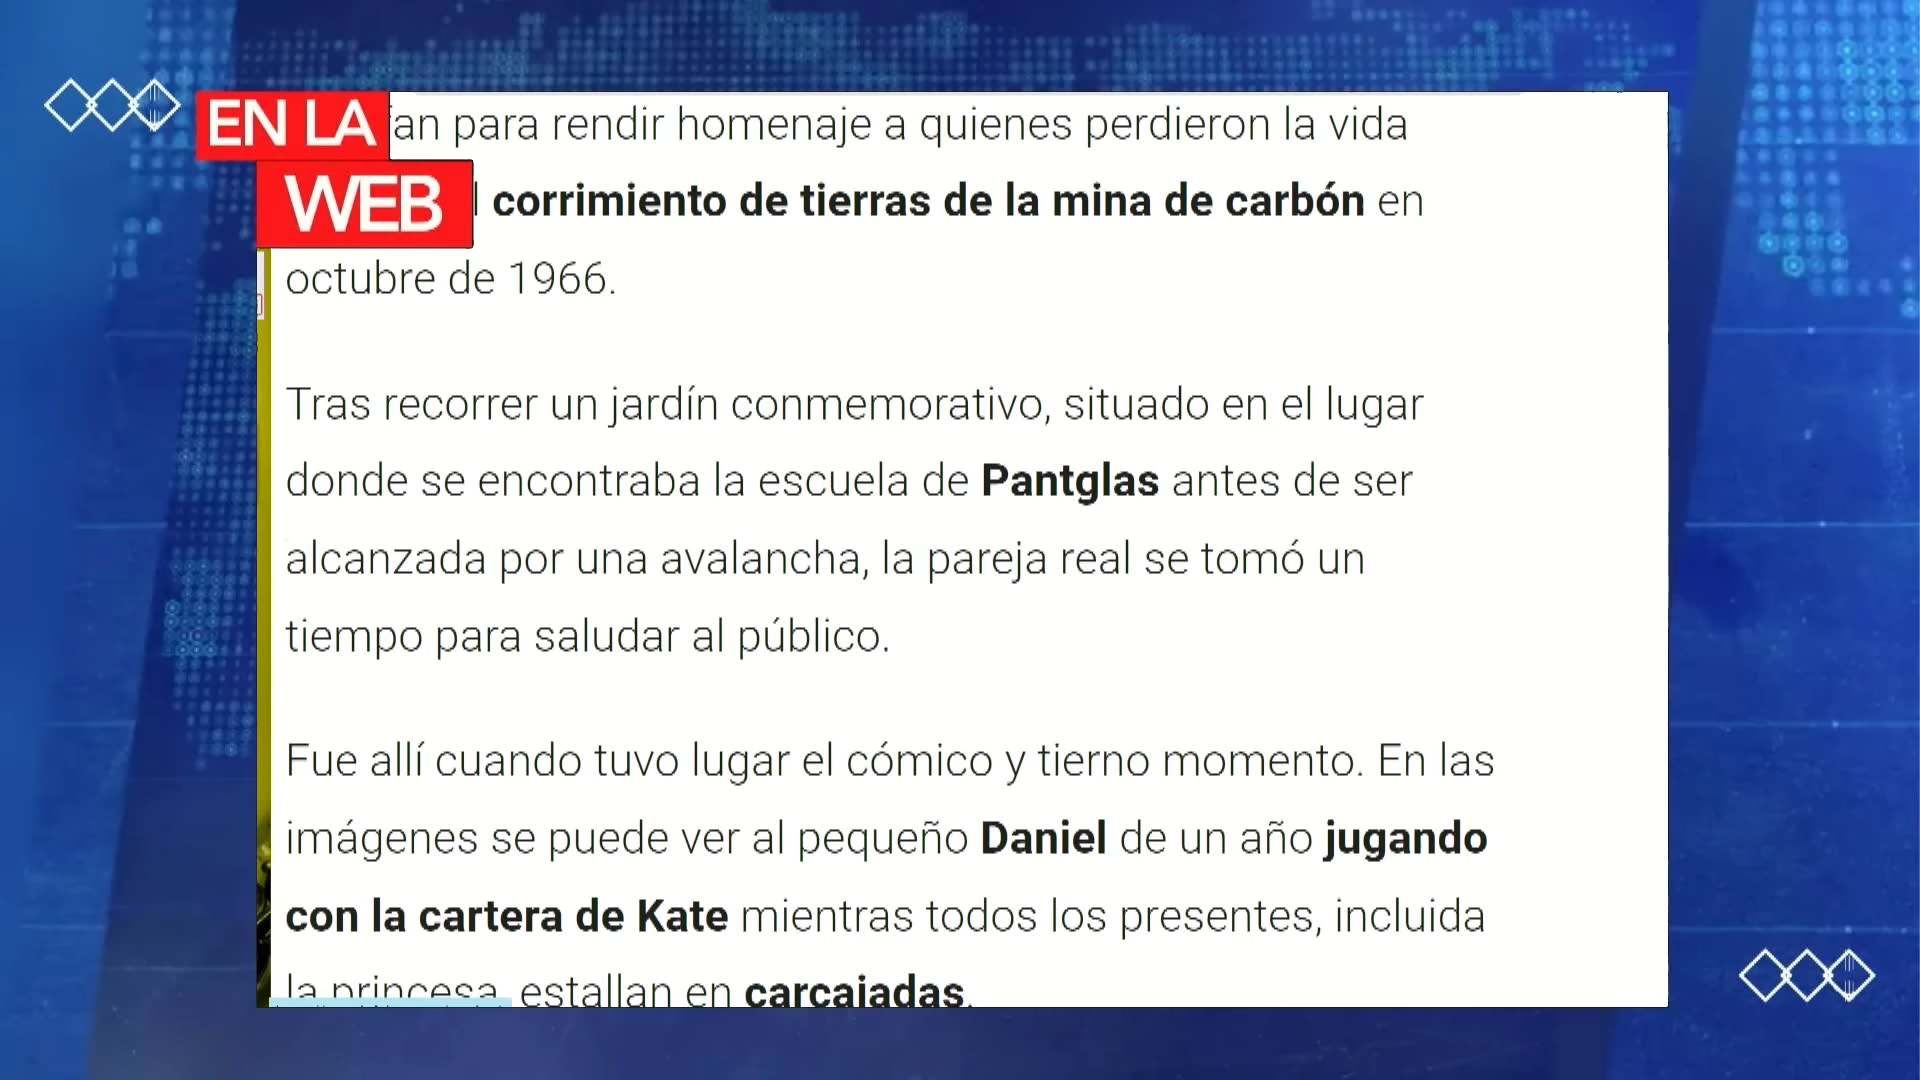 EN LA
WEB
para rendir homenaje a quienes perdieron la vida
corrimiento de tierras de la mina de carbón en
octubre de 1966.
Tras recorrer un jardín conmemorativo, situado en el lugar
donde se encontraba la escuela de Pantglas antes de ser
alcanzada por una avalancha, la pareja real se tomó un
tiempo para saludar al público.
Fue allí cuando tuvo lugar el cómico y tierno momento. En las
imágenes se puede ver al pequeño Daniel de un año jugando
con la cartera de Kate mientras todos los presentes, incluida
la princesa, estallan en carcajadas.